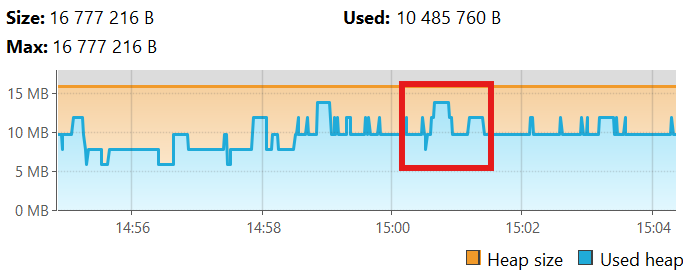 Size: 16 777 216 B Used: 10 485 760 B
Max: 16 777 216 B
15 MB
10 MB
5 MB
0 MB
14:56 14:58 15:00 15:02 15:04
Heap size Used heap